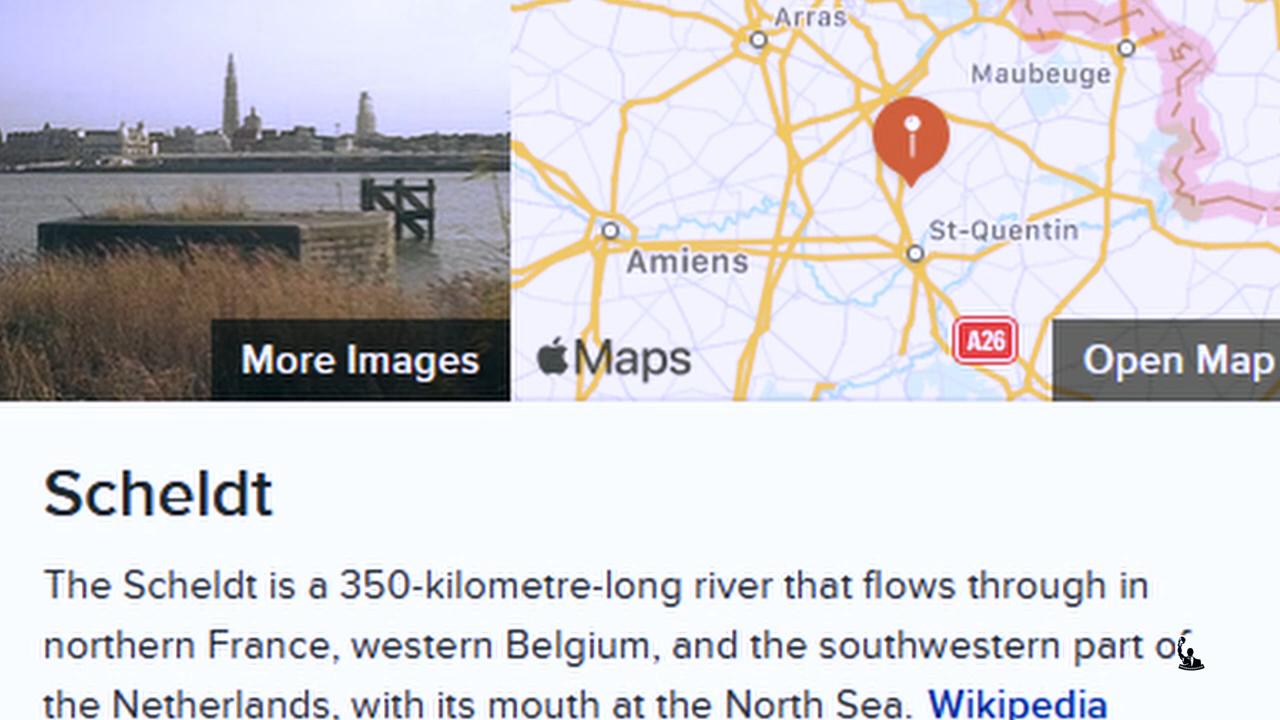 Arras
Maubeuge
St-Quentin
Amiens
A26
More Images
Maps
Open Map
Scheldt
The Scheldt is a 350-kilometre-long river that flows through in
northern France, western Belgium, and the southwestern part of
the Netherlands, with its mouth at the North Sea. Wikipedia